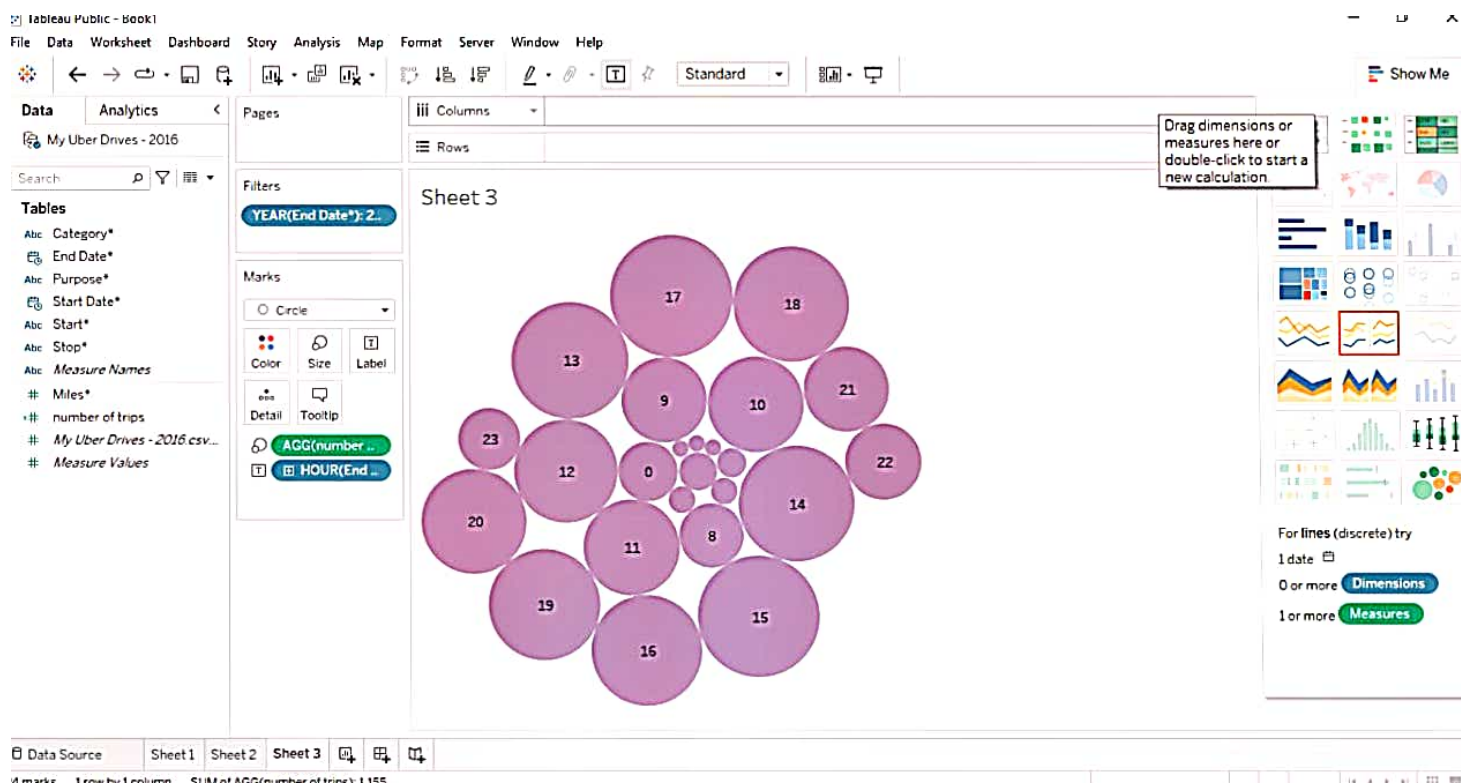 Tableau Public - Book1
File Data Worksheet Dashboard Story Analysis Map Format Server Window Help
Standard
Show Me
Data Analytics
Pages
Columns
My Uber Drives - 2016
Rows
Drag dimensions or
measures here or
double-click to start a
new calculation.
Search
Filters
YEAR(End Date*): 2..
Sheet 3
Tables
Abc Category*
End Date*
Abc Purpose*
Start Date*
Abc Start*
Abc Stop*
Abc Measure Names
# Miles*
# number of trips
# My Uber Drives - 2016.csv...
# Measure Values
Marks
Circle
Color Size Label
Detail Tooltip
AGG(number ..
HOUR(End ..
17
18
13
9
10
21
23
12
0
22
14
20
11
8
19
15
16
For lines (discrete) try
1 date
0 or more Dimensions
1 or more Measures
Data Source Sheet 1 Sheet 2 Sheet 3
marks 1 row by 1 column SUM of AGG(number of trips): 1,155